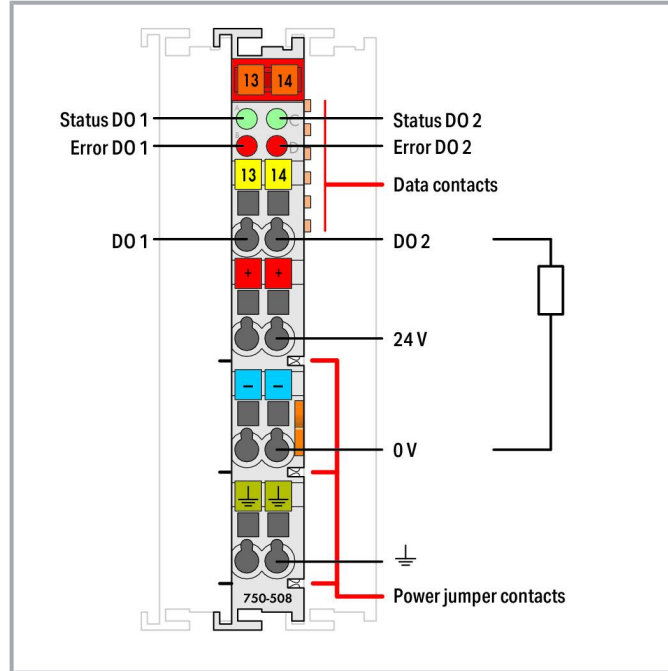 13 14
A C
Status DO 1
Status DO 2
B D
Error DO 1
Error DO 2
13 14
Data contacts
DO 1
DO 2
+ +
24 V
− −
0 V
Power jumper contacts
750-508